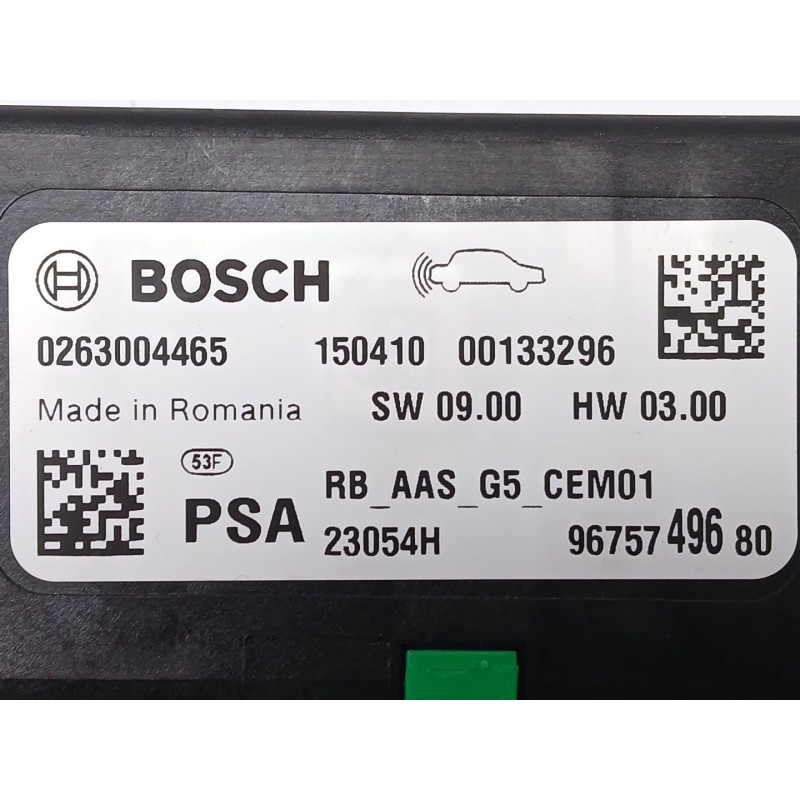 BOSCH
0263004465 150410 00133296
Made in Romania SW 09.00 HW 03.00
53F
PSA RB_AAS_G5_CEM01
23054H 96757 496 80